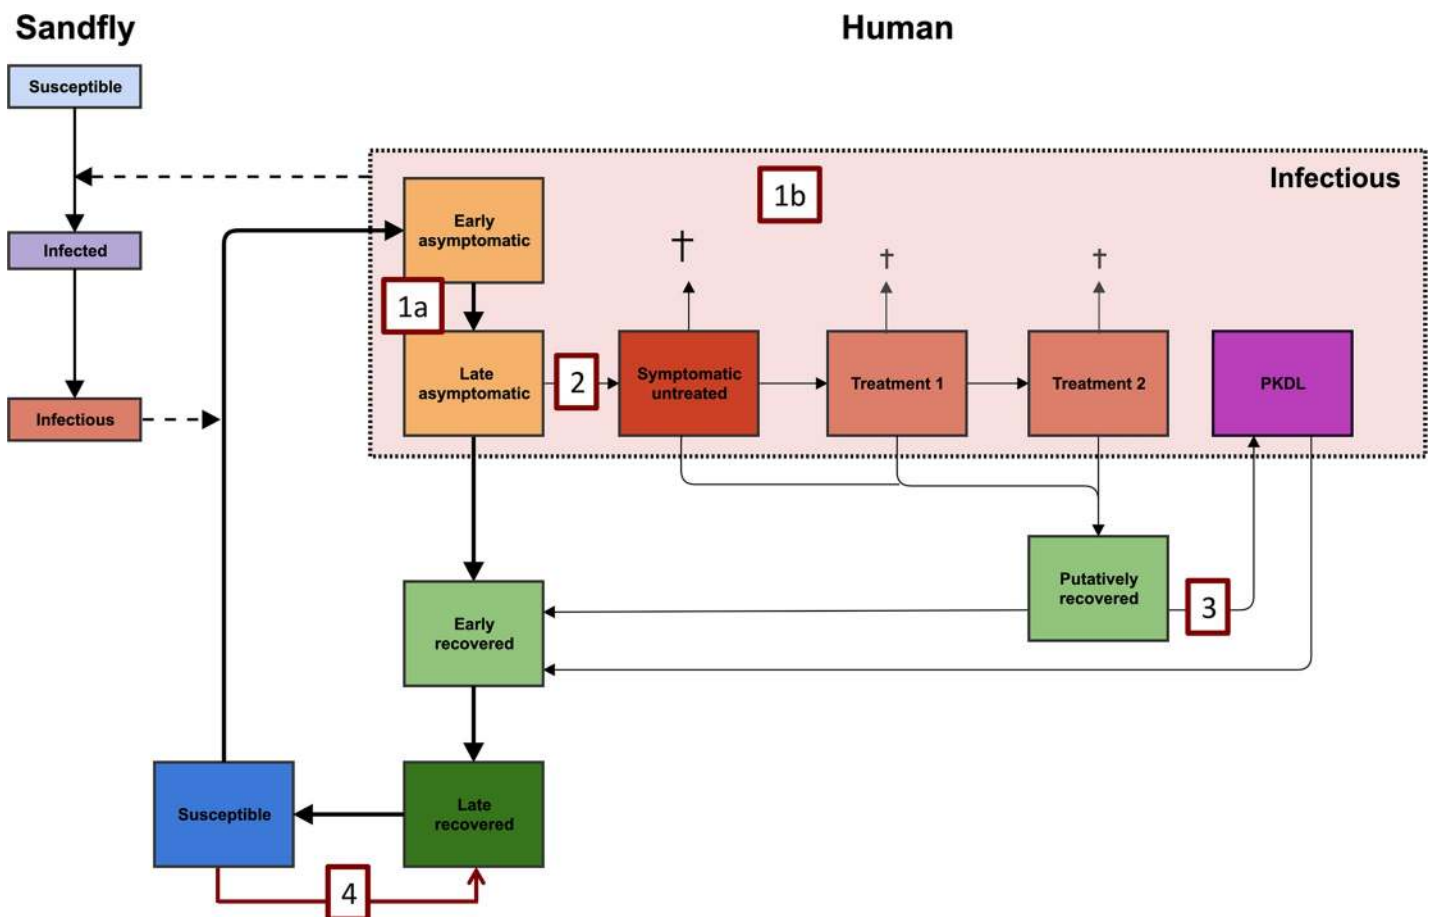 Sandfly
Human
Susceptible
Infectious
1b
Early
asymptomatic
Infected
1a
Late
asymptomatic
2
Symptomatic
untreated
Treatment 1
Treatment 2
PKDL
Infectious
Putatively
recovered
3
Early
recovered
Susceptible
Late
recovered
4